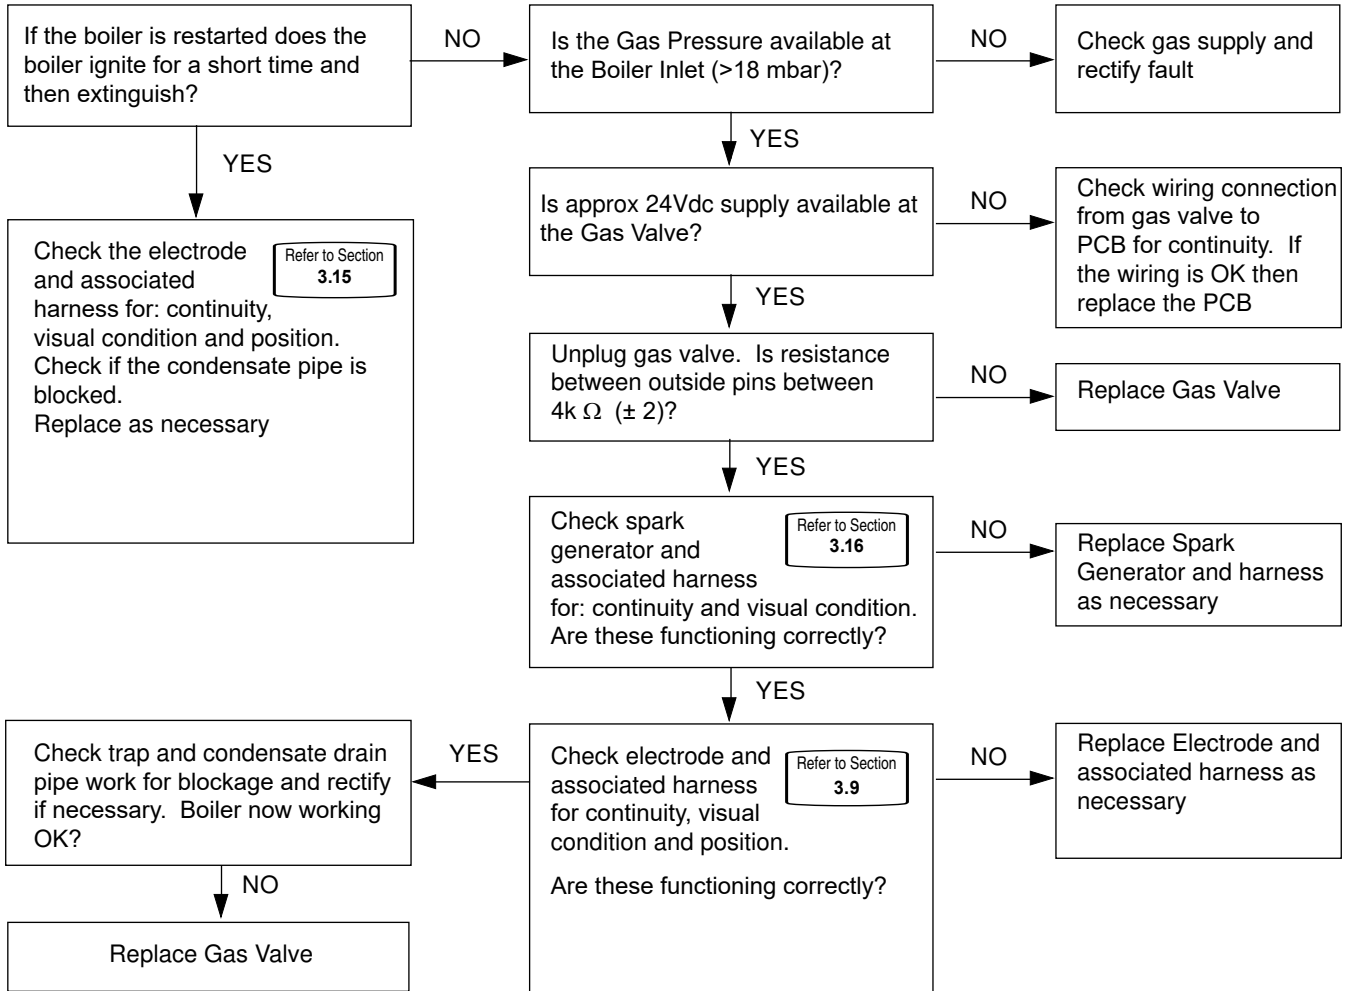 If the boiler is restarted does the
boiler ignite for a short time and
then extinguish?
NO
Is the Gas Pressure available at
the Boiler Inlet (>18 mbar)?
NO
Check gas supply and
rectify fault
YES
YES
Check the electrode
and associated
harness for: continuity,
visual condition and position.
Check if the condensate pipe is
blocked.
Replace as necessary
Refer to Section
3.15
Is approx 24Vdc supply available at
the Gas Valve?
NO
Check wiring connection
from gas valve to
PCB for continuity.  If
the wiring is OK then
replace the PCB
YES
Unplug gas valve.  Is resistance
between outside pins between
4k Ω  (± 2)?
NO
Replace Gas Valve
YES
Check spark
generator and
associated harness
for: continuity and visual condition.
Are these functioning correctly?
Refer to Section
3.16
NO
Replace Spark
Generator and harness
as necessary
YES
Check electrode and
associated harness
for continuity, visual
condition and position.
Are these functioning correctly?
Refer to Section
3.9
NO
Replace Electrode and
associated harness as
necessary
YES
Check trap and condensate drain
pipe work for blockage and rectify
if necessary.  Boiler now working
OK?
NO
Replace Gas Valve